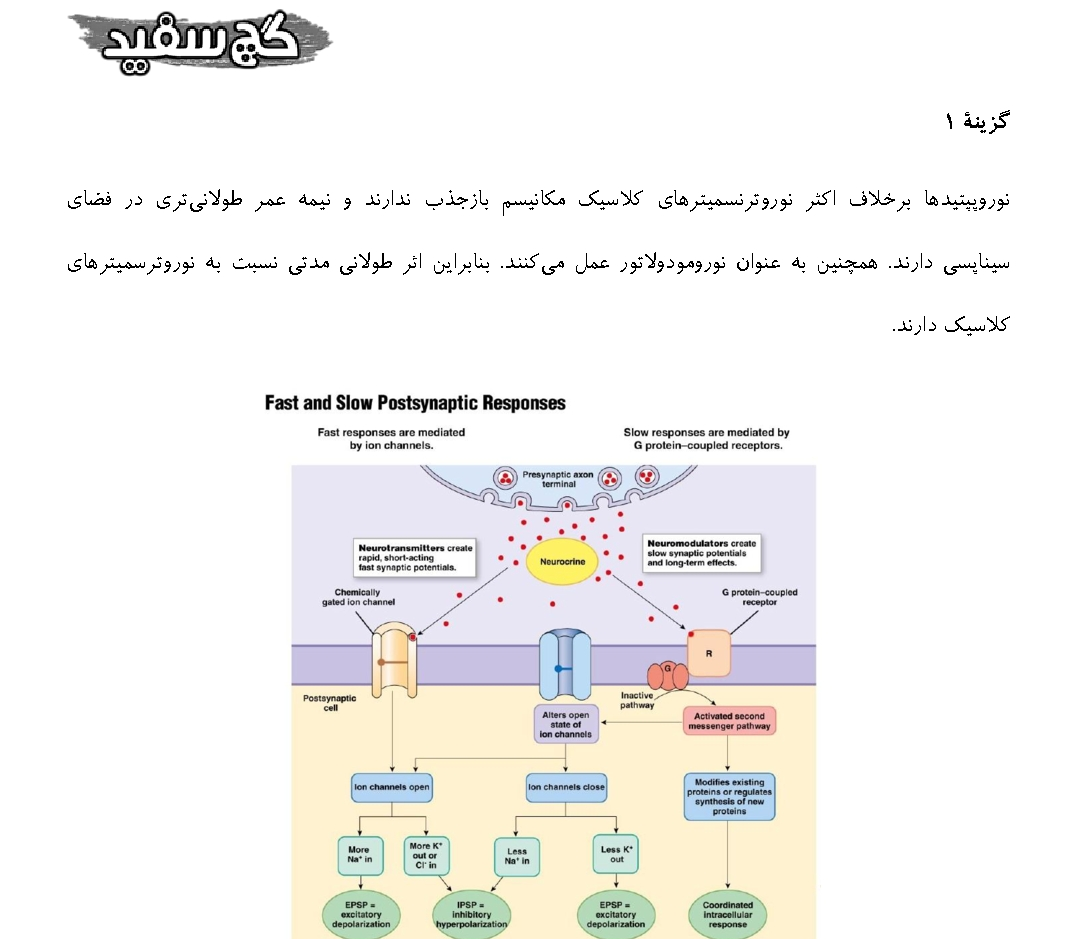 گچ سفید
گزینهٔ ۱
نوروپپتیدها برخلاف اکثر نوروترنسمیترهای کلاسیک مکانیسم بازجذب ندارند و نیمه عمر طولانی‌تری در فضای
سیناپسی دارند. همچنین به عنوان نورومودولاتور عمل می‌کنند. بنابراین اثر طولانی مدتی نسبت به نوروترسمیترهای
کلاسیک دارند.
Fast and Slow Postsynaptic Responses
Fast responses are mediated
by ion channels.
Slow responses are mediated by
G protein–coupled receptors.
Presynaptic axon
terminal
Neurotransmitters create
rapid, short-acting
fast synaptic potentials.
Neurocrine
Neuromodulators create
slow synaptic potentials
and long-term effects.
Chemically
gated ion channel
G protein–coupled
receptor
R
G
Postsynaptic
cell
Inactive
pathway
Alters open
state of
ion channels
Activated second
messenger pathway
Ion channels open
Ion channels close
Modifies existing
proteins or regulates
synthesis of new
proteins
More
Na⁺ in
More K⁺
out or
Cl⁻ in
Less
Na⁺ in
Less K⁺
out
EPSP =
excitatory
depolarization
IPSP =
inhibitory
hyperpolarization
EPSP =
excitatory
depolarization
Coordinated
intracellular
response